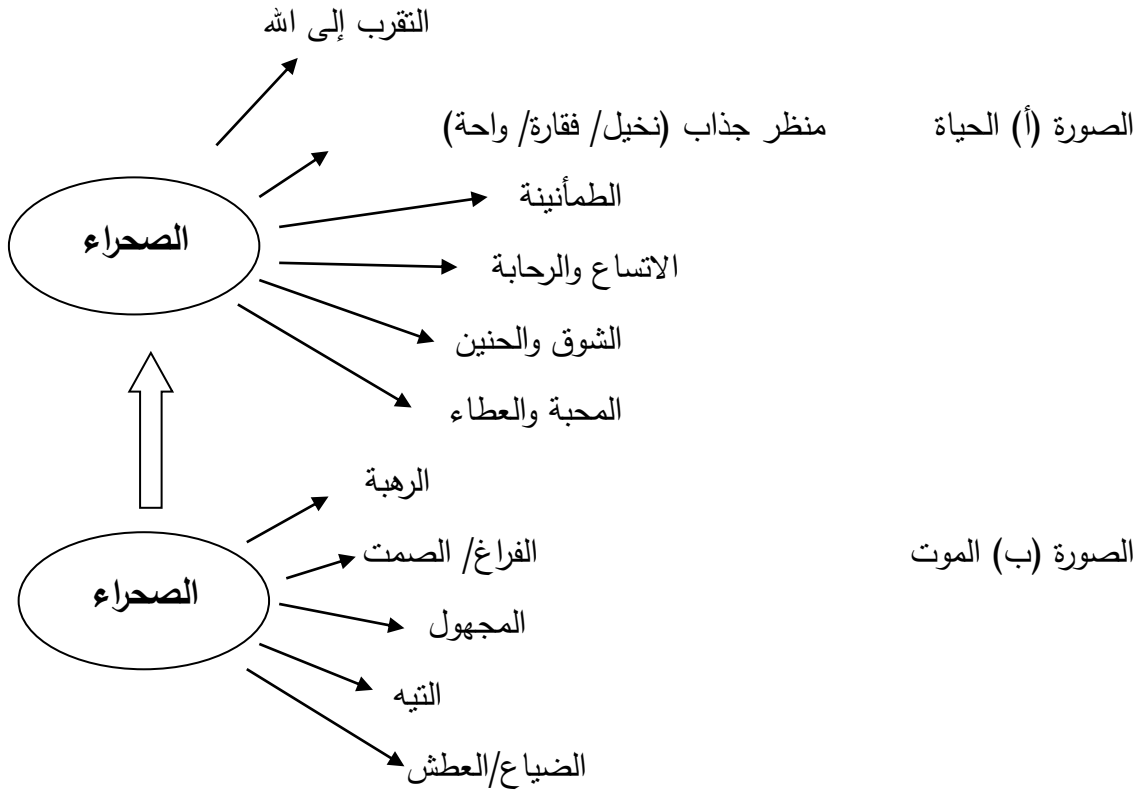 التقرب إلى الله
الصورة (أ) الحياة منظر جذاب (نخيل/ فقارة/ واحة)
الطمأنينة
الصحراء
الاتساع والرحابة
الشوق والحنين
المحبة والعطاء
الرهبة
الصورة (ب) الموت الفراغ/ الصمت
الصحراء
المجهول
التيه
الضياع/العطش